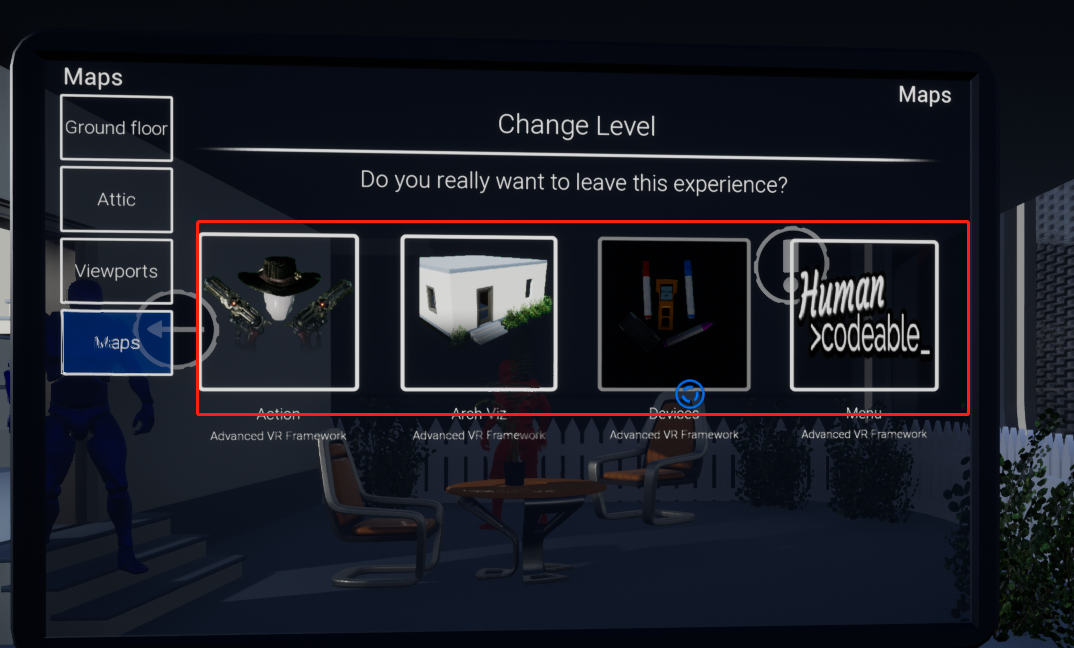 Maps
Maps
Change Level
Do you really want to leave this experience?
Ground floor
Attic
Viewports
Maps
Human
>codeable_
Action
Advanced VR Framework
Arch Viz
Advanced VR Framework
Devices
Advanced VR Framework
Menu
Advanced VR Framework